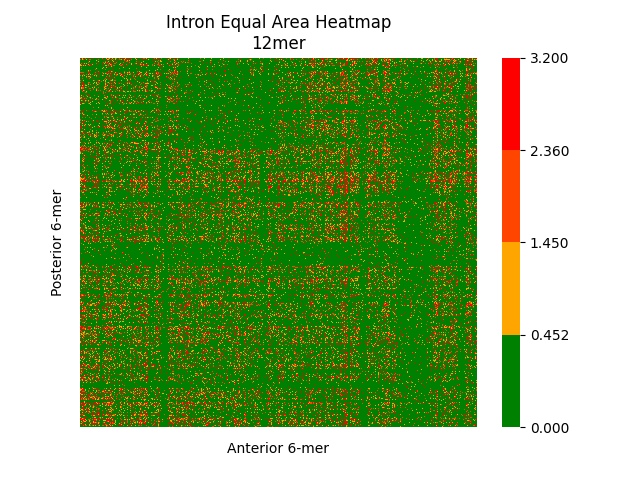 Intron Equal Area Heatmap
12mer
3.200
2.360
1.450
0.452
0.000
Posterior 6-mer
Anterior 6-mer